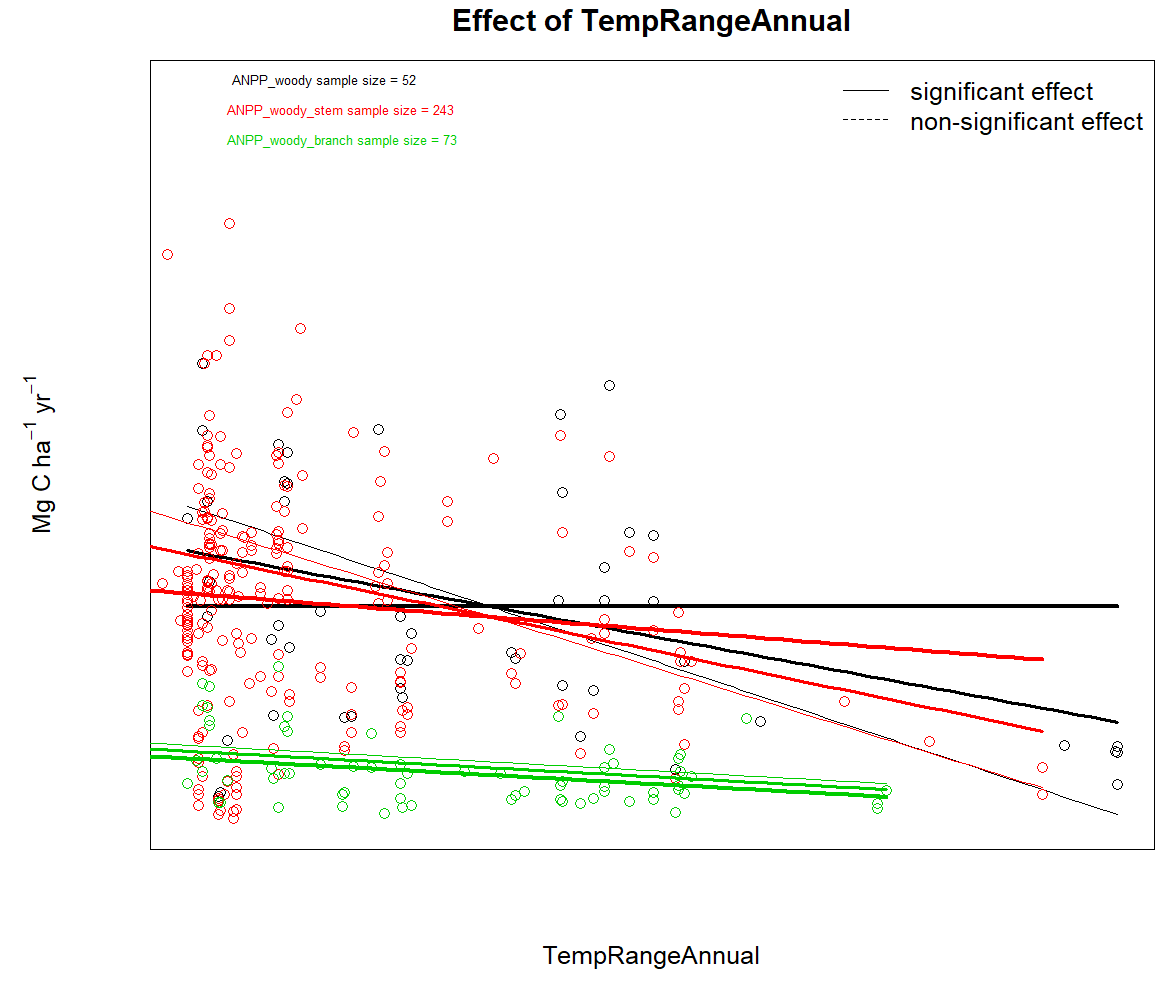 Effect of TempRangeAnnual
ANPP_woody sample size = 52
ANPP_woody_stem sample size = 243
ANPP_woody_branch sample size = 73
significant effect
non-significant effect
Mg C ha⁻¹ yr⁻¹
TempRangeAnnual